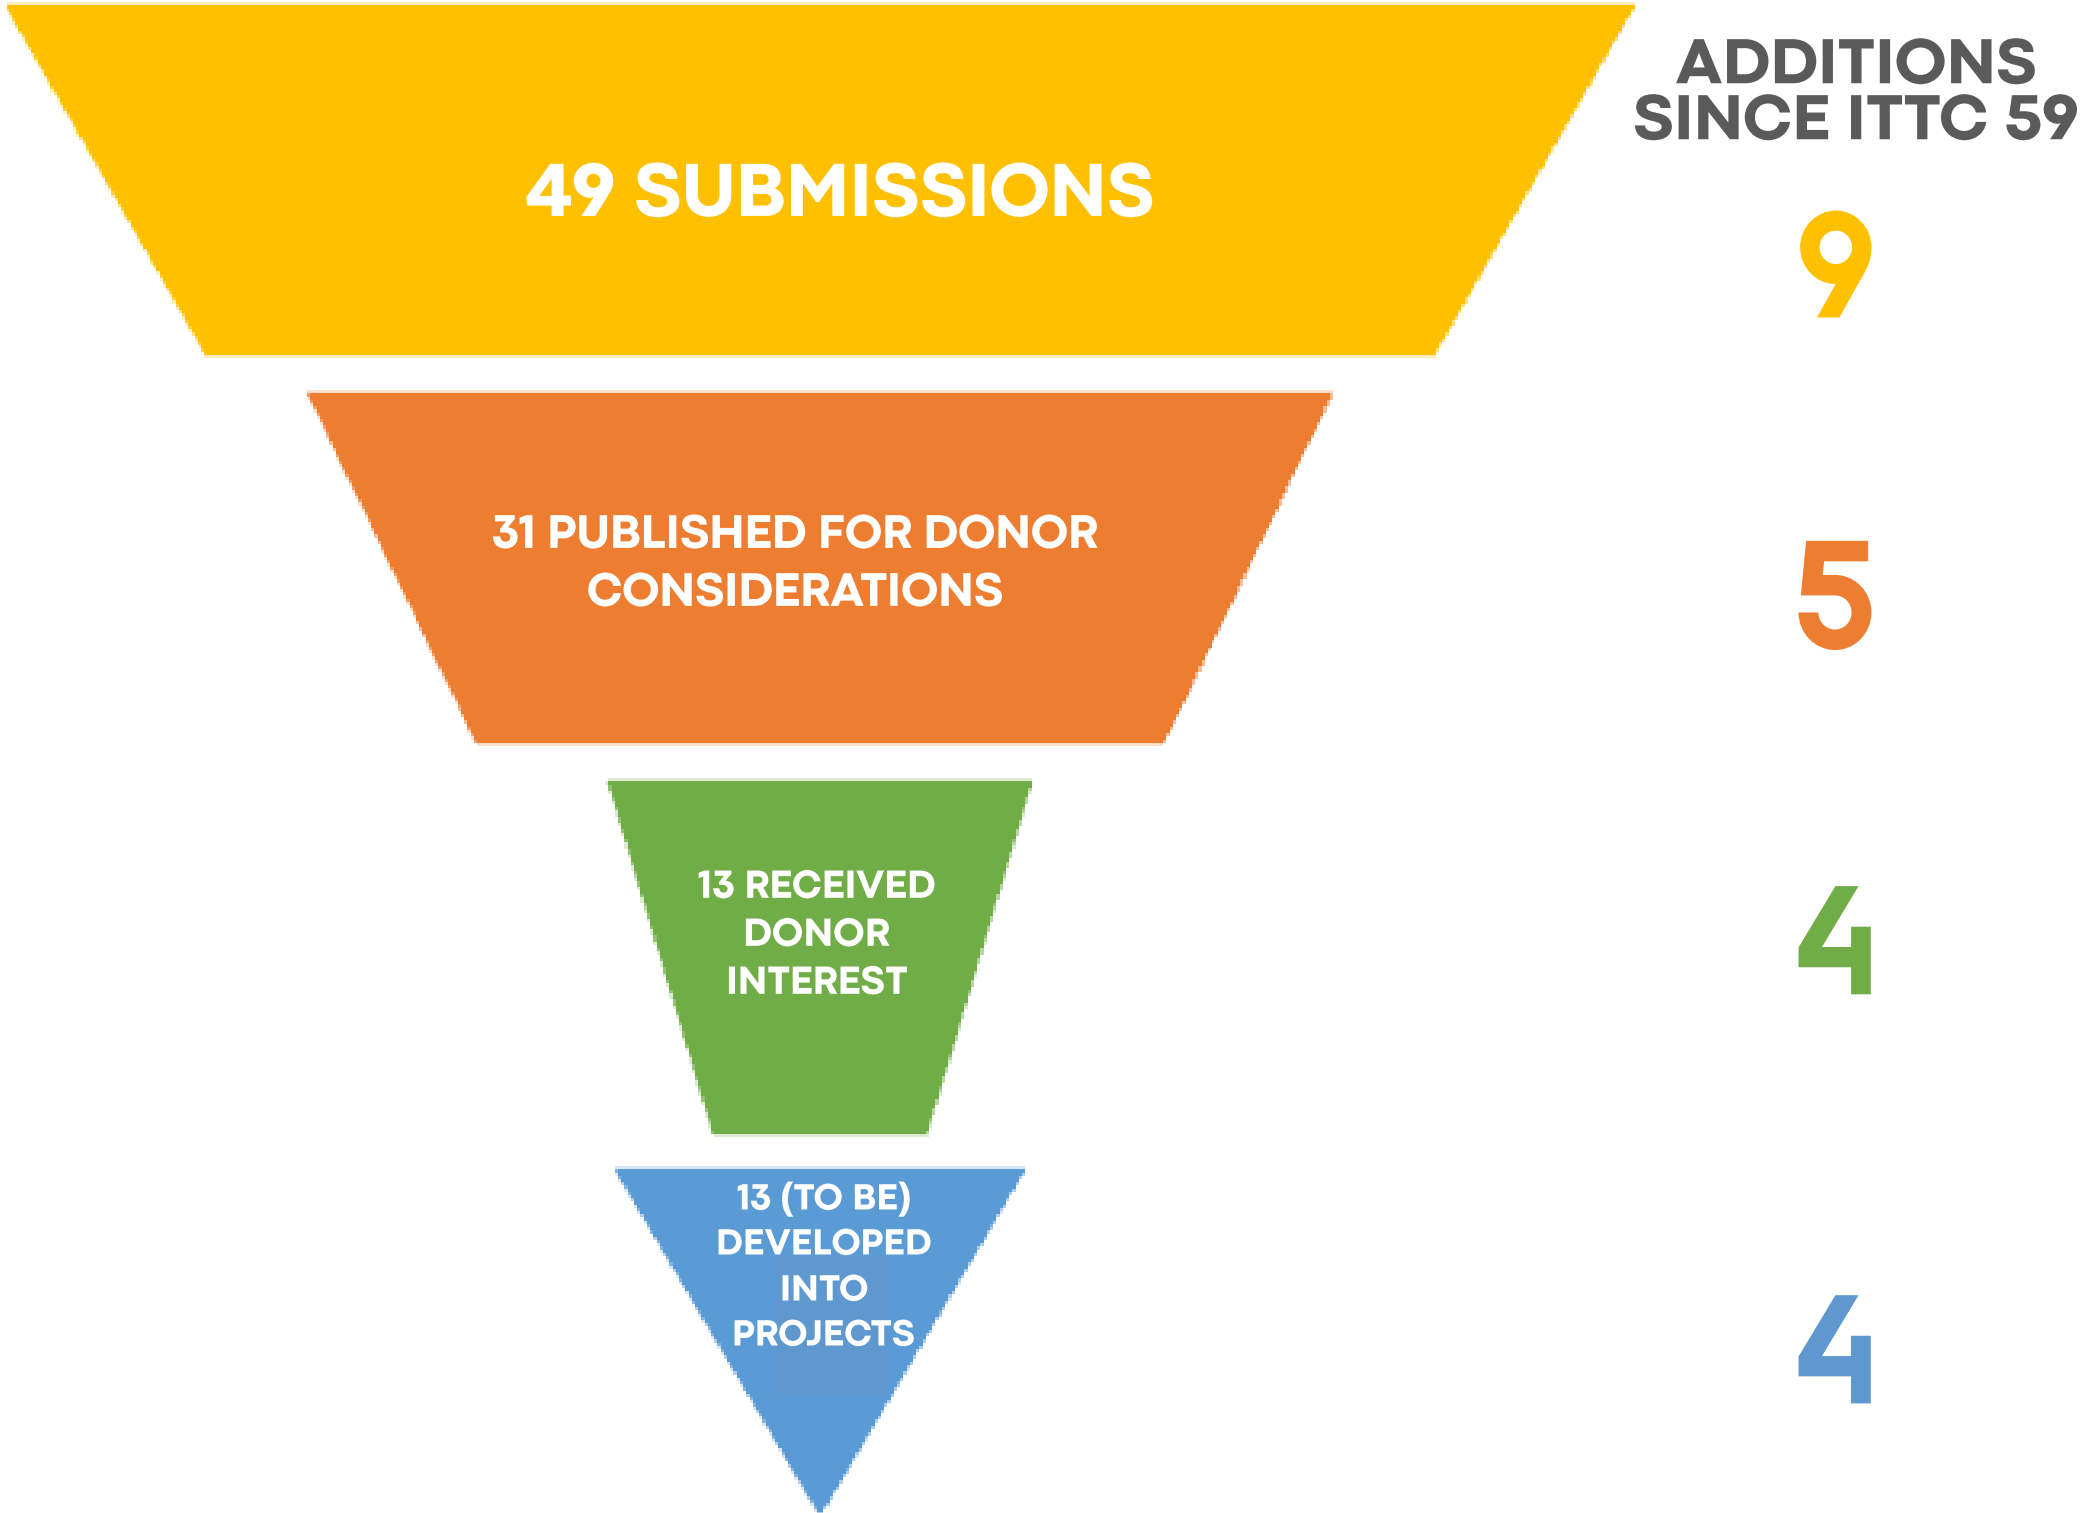 ADDITIONS
SINCE ITTC 59
49 SUBMISSIONS
9
31 PUBLISHED FOR DONOR
CONSIDERATIONS
5
13 RECEIVED
DONOR
INTEREST
4
13 (TO BE)
DEVELOPED
INTO
PROJECTS
4